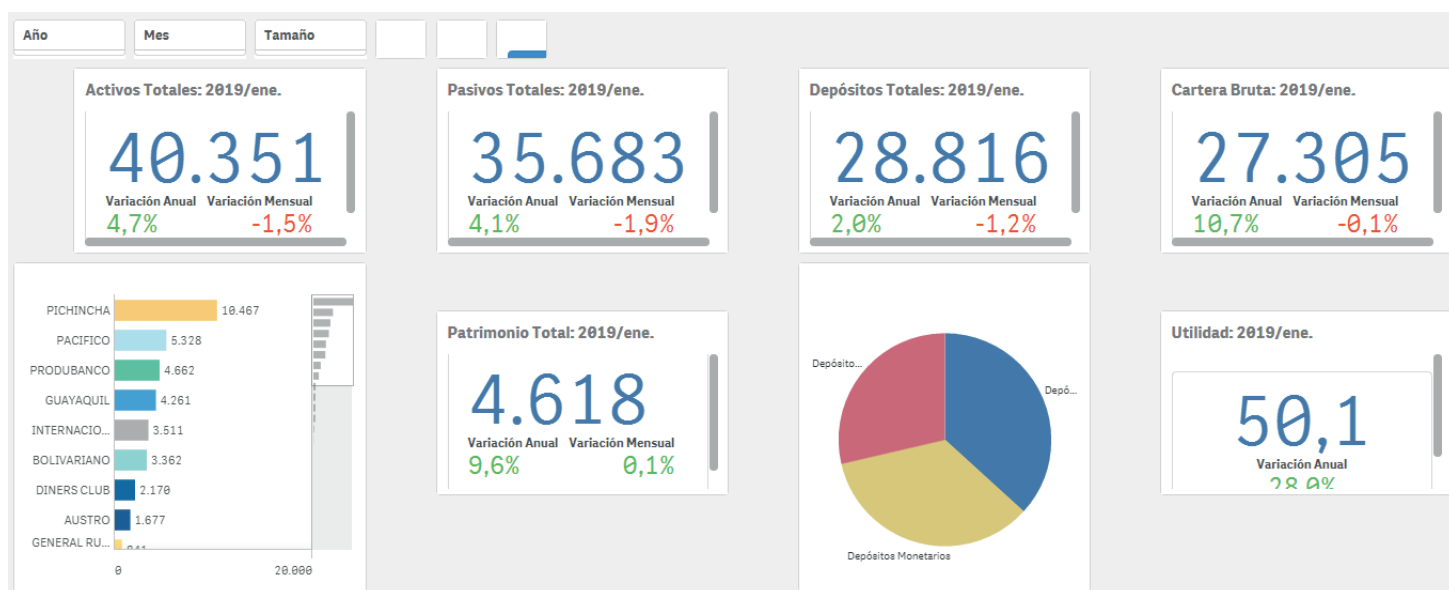 Año
Mes
Tamaño
Activos Totales: 2019/ene.
40.351
Variación Anual Variación Mensual
4,7% -1,5%
Pasivos Totales: 2019/ene.
35.683
Variación Anual Variación Mensual
4,1% -1,9%
Depósitos Totales: 2019/ene.
28.816
Variación Anual Variación Mensual
2,0% -1,2%
Cartera Bruta: 2019/ene.
27.305
Variación Anual Variación Mensual
10,7% -0,1%
PICHINCHA 10.467
PACIFICO 5.328
PRODUBANCO 4.662
GUAYAQUIL 4.261
INTERNACIO... 3.511
BOLIVARIANO 3.362
DINERS CLUB 2.170
AUSTRO 1.677
GENERAL RU...
0 20.000
Patrimonio Total: 2019/ene.
4.618
Variación Anual Variación Mensual
9,6% 0,1%
Depósito...
Depó...
Depósitos Monetarios
Utilidad: 2019/ene.
50,1
Variación Anual
28,0%